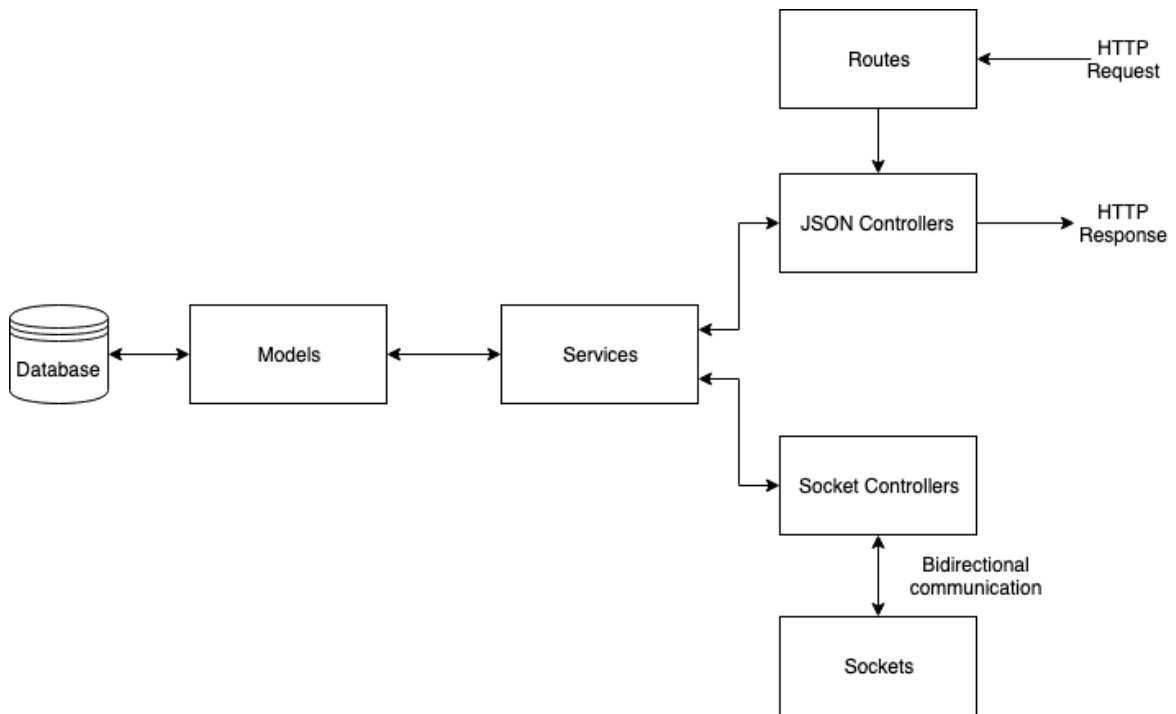 Routes
HTTP
Request
JSON Controllers
HTTP
Response
Database
Models
Services
Socket Controllers
Bidirectional
communication
Sockets